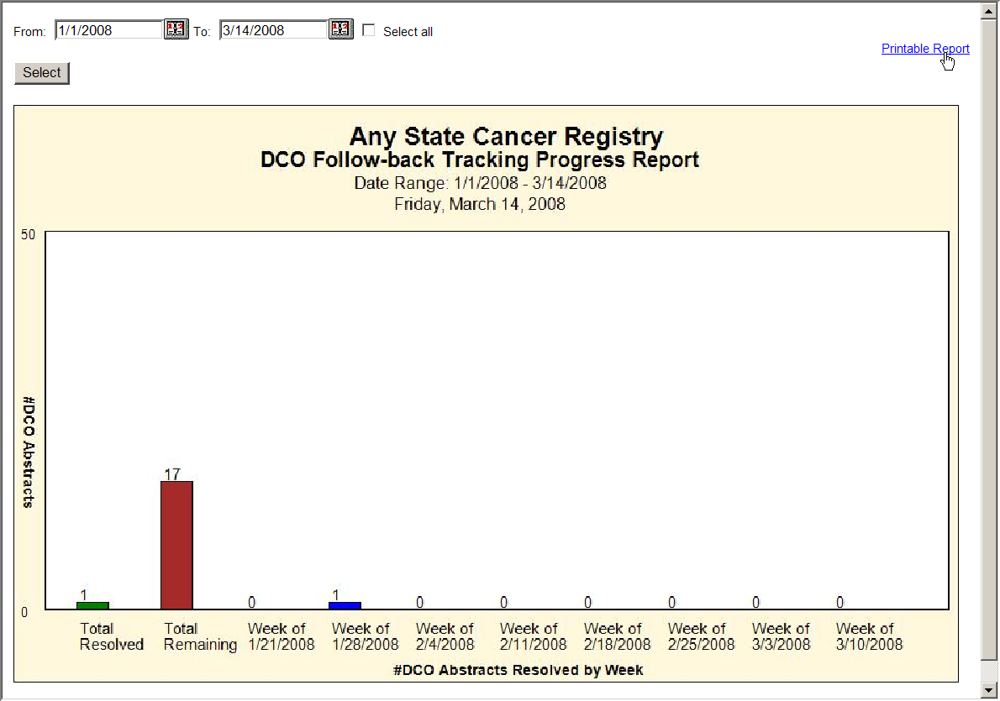 From: 1/1/2008 To: 3/14/2008 Select all
Printable Report
Select
Any State Cancer Registry
DCO Follow-back Tracking Progress Report
Date Range: 1/1/2008 - 3/14/2008
Friday, March 14, 2008
50
#DCO Abstracts
17
1 0 1 0 0 0 0 0 0
0
Total Total Week of Week of Week of Week of Week of Week of Week of Week of
Resolved Remaining 1/21/2008 1/28/2008 2/4/2008 2/11/2008 2/18/2008 2/25/2008 3/3/2008 3/10/2008
#DCO Abstracts Resolved by Week